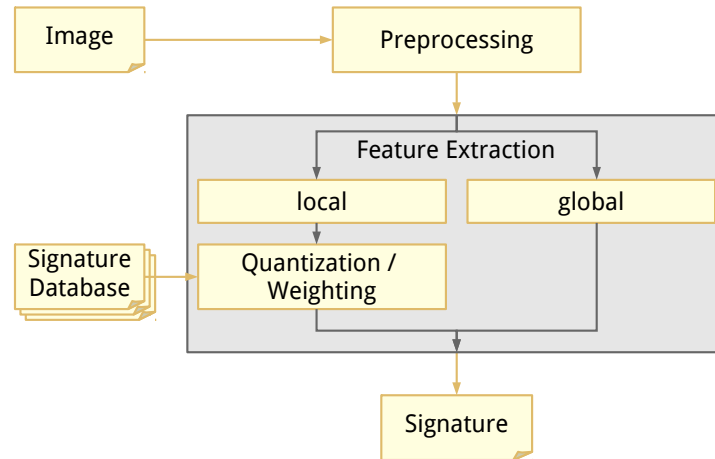 Image
Preprocessing
Feature Extraction
local
global
Signature
Database
Quantization /
Weighting
Signature